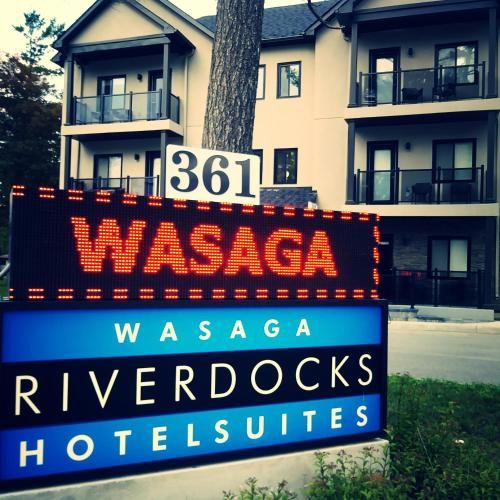 361
WASAGA
WASAGA
RIVERDOCKS
HOTELSUITES